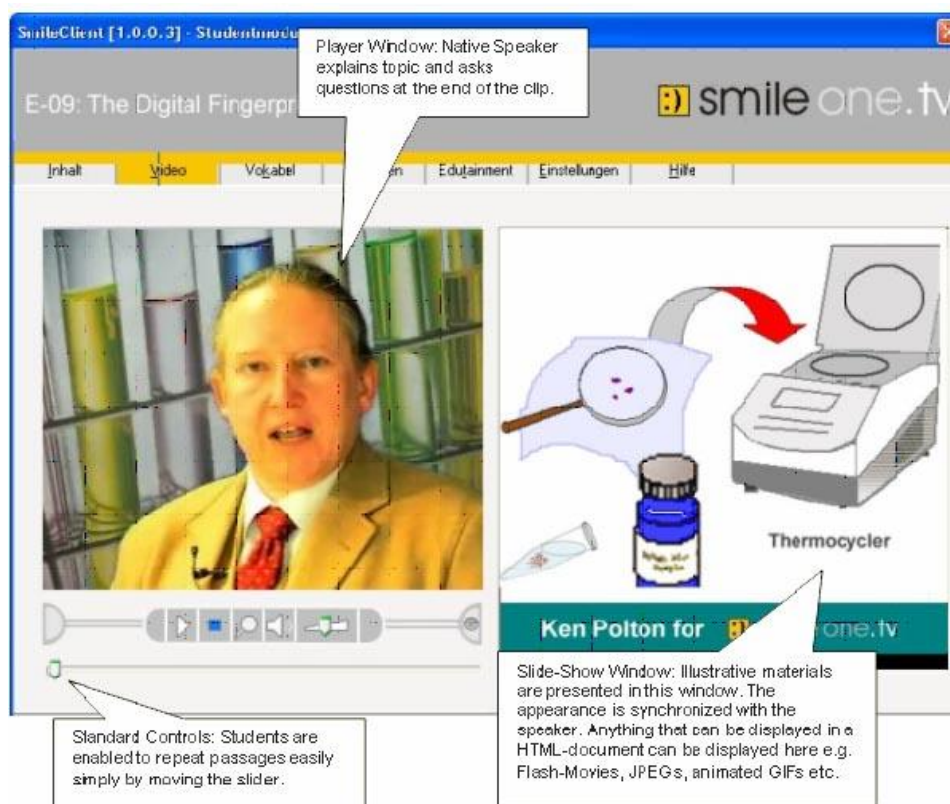 SmileClient [1.0.0.3] - Studentmodu
Player Window: Native Speaker
explains topic and asks
questions at the end of the clip.
E-09: The Digital Fingerpr
:) smile one.tv
Inhalt Video Vokabel en Edutainment Einstellungen Hilfe
Thermocycler
Ken Polton for one.tv
Slide-Show Window: Illustrative materials
are presented in this window. The
appearance is synchronized with the
speaker. Anything that can be displayed in a
HTML-document can be displayed here e.g.
Flash-Movies, JPEGs, animated GIFs etc.
Standard Controls: Students are
enabled to repeat passages easily
simply by moving the slider.